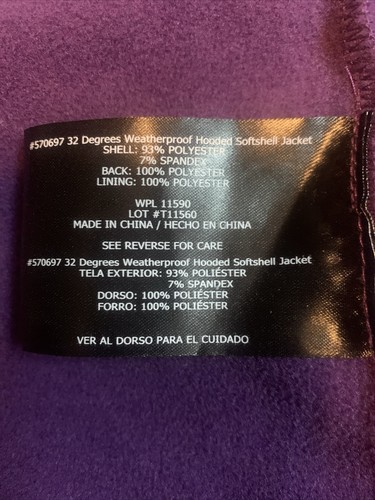 #570697 32 Degrees Weatherproof Hooded Softshell Jacket
SHELL: 93% POLYESTER
7% SPANDEX
BACK: 100% POLYESTER
LINING: 100% POLYESTER
WPL 11590
LOT #T11560
MADE IN CHINA / HECHO EN CHINA
SEE REVERSE FOR CARE
#570697 32 Degrees Weatherproof Hooded Softshell Jacket
TELA EXTERIOR: 93% POLIÉSTER
7% SPANDEX
DORSO: 100% POLIÉSTER
FORRO: 100% POLIÉSTER
VER AL DORSO PARA EL CUIDADO